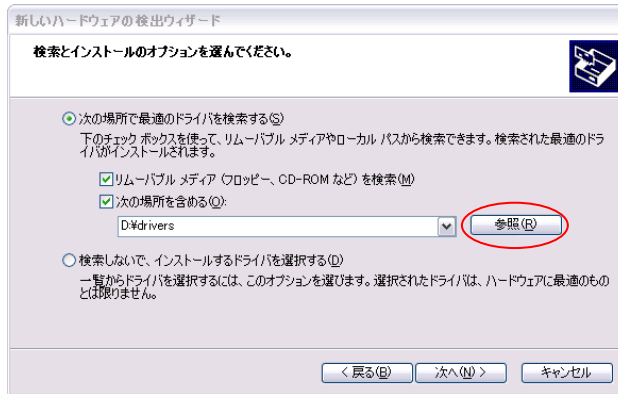 新しいハードウェアの検出ウィザード
検索とインストールのオプションを選んでください。
次の場所で最適のドライバを検索する(S)
下のチェック ボックスを使って、リムーバブル メディアやローカル パスから検索できます。検索された最適のドラ
イバがインストールされます。
リムーバブル メディア (フロッピー、CD-ROM など) を検索(M)
次の場所を含める(O):
D:¥drivers
参照(R)
検索しないで、インストールするドライバを選択する(D)
一覧からドライバを選択するには、このオプションを選びます。選択されたドライバは、ハードウェアに最適のもの
とは限りません。
< 戻る(B)
次へ(N) >
キャンセル